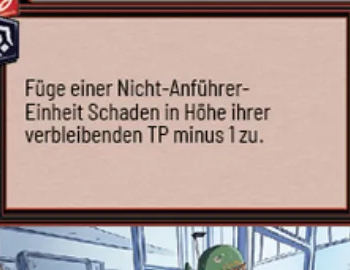 Füge einer Nicht-Anführer-
Einheit Schaden in Höhe ihrer
verbleibenden TP minus 1 zu.